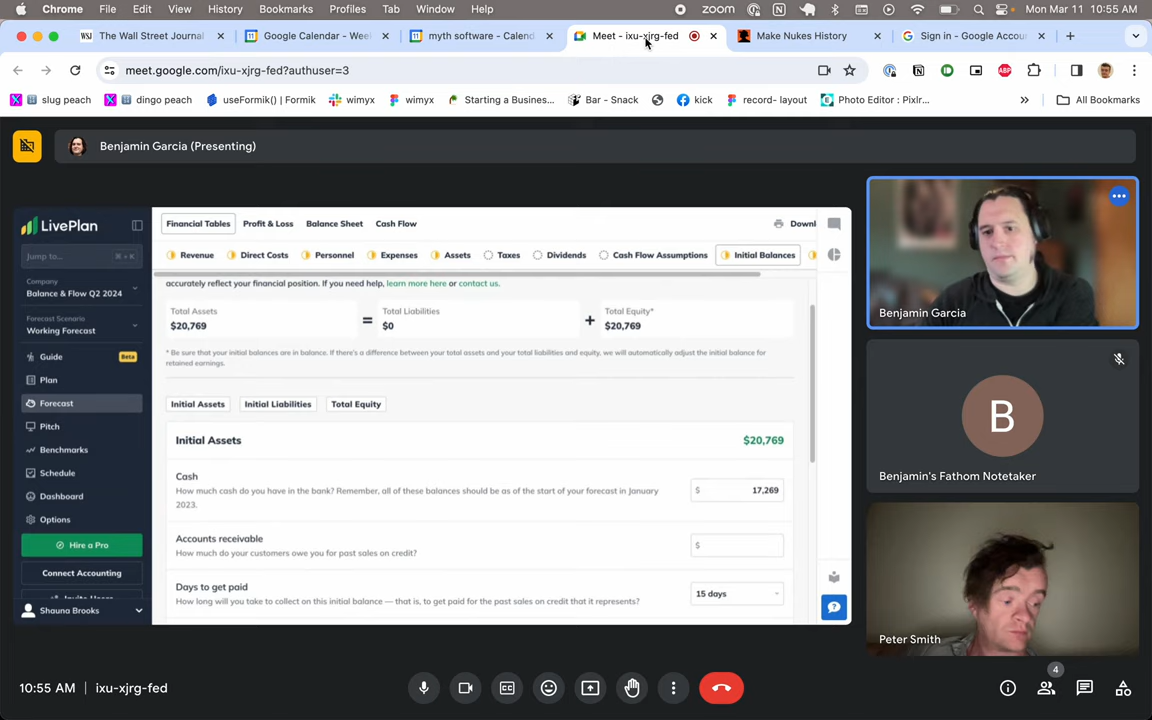 Chrome File Edit View History Bookmarks Profiles Tab Window Help zoom Mon Mar 11 10:55 AM
WSJ The Wall Street Journal Google Calendar - Wee myth software - Calend Meet - ixu-xjrg-fed Make Nukes History Sign in - Google Accou
meet.google.com/ixu-xjrg-fed?authuser=3
slug peach dingo peach useFormik() | Formik wimyx wimyx Starting a Busines... Bar - Snack kick record- layout Photo Editor : Pixlr... All Bookmarks
Benjamin Garcia (Presenting)
LivePlan
Jump to... ⌘ + K
Company
Balance & Flow Q2 2024
Forecast Scenario
Working Forecast
Guide Beta
Plan
Forecast
Pitch
Benchmarks
Schedule
Dashboard
Options
Hire a Pro
Connect Accounting
Invite Users
Shauna Brooks
Financial Tables Profit & Loss Balance Sheet Cash Flow Downl
Revenue Direct Costs Personnel Expenses Assets Taxes Dividends Cash Flow Assumptions Initial Balances
accurately reflect your financial position. If you need help, learn more here or contact us.
Total Assets Total Liabilities Total Equity*
$20,769 = $0 + $20,769
* Be sure that your initial balances are in balance. If there's a difference between your total assets and your total liabilities and equity, we will automatically adjust the initial balance for
retained earnings.
Initial Assets Initial Liabilities Total Equity
Initial Assets $20,769
Cash
How much cash do you have in the bank? Remember, all of these balances should be as of the start of your forecast in January
2023.
$ 17,269
Accounts receivable
How much do your customers owe you for past sales on credit?
$
Days to get paid
How long will you take to collect on this initial balance — that is, to get paid for the past sales on credit that it represents?
15 days
Benjamin Garcia
B
Benjamin's Fathom Notetaker
Peter Smith
10:55 AM | ixu-xjrg-fed
4